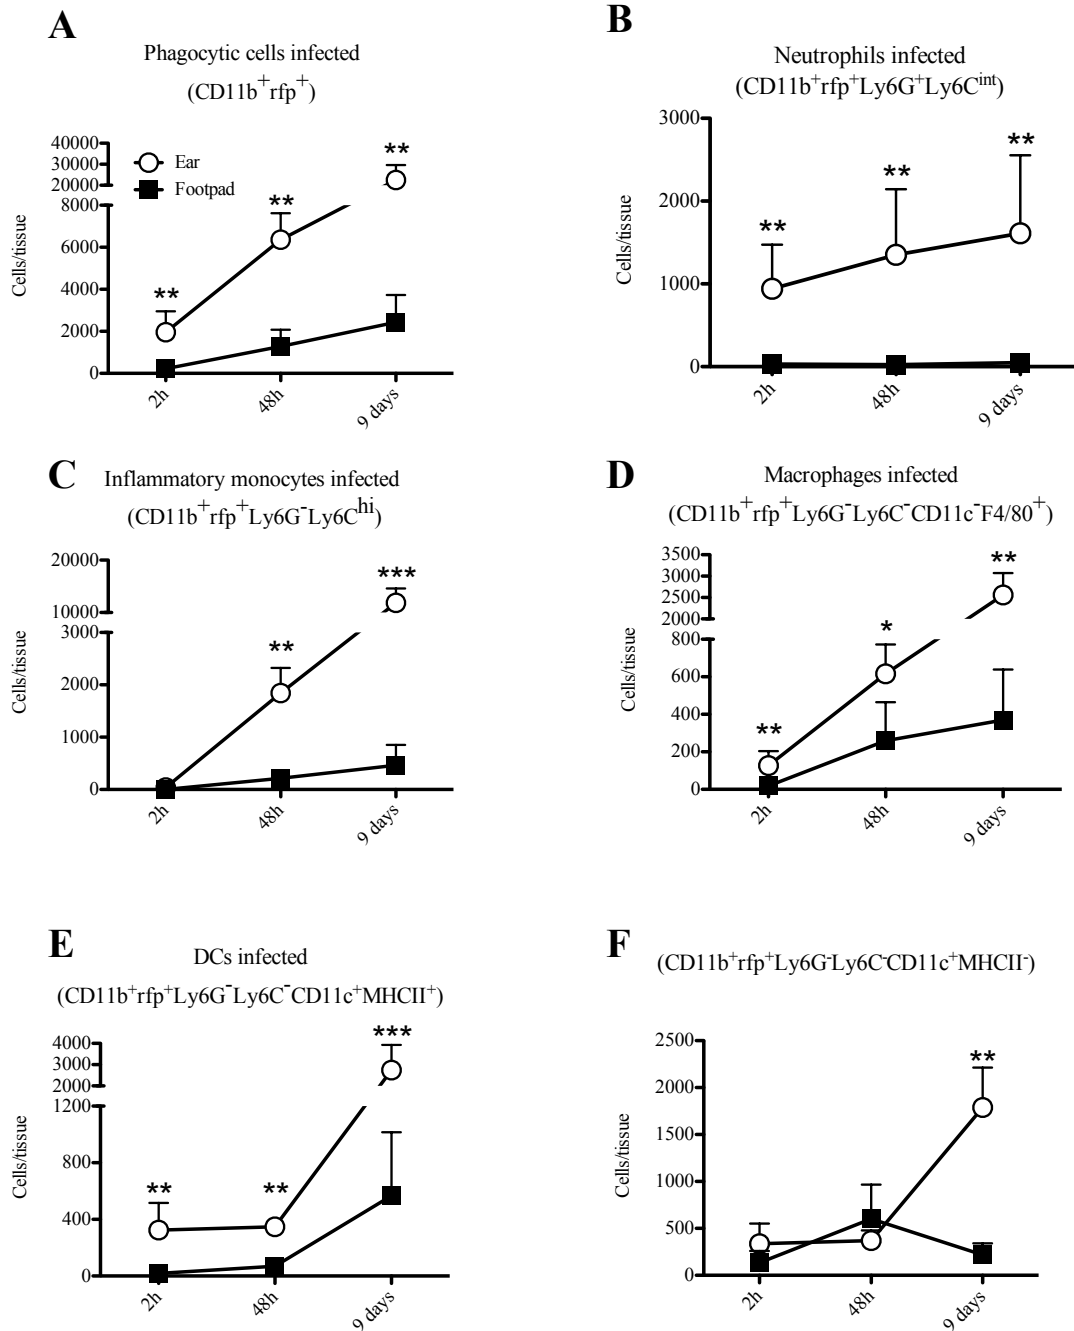 A
Phagocytic cells infected
(CD11b+rfp+)
40000
30000
20000
8000
6000
4000
2000
0
Cells/tissue
Ear
Footpad
**
**
**
2h
48h
9 days
B
Neutrophils infected
(CD11b+rfp+Ly6G+Ly6Cint)
3000
2000
1000
0
Cells/tissue
**
**
**
2h
48h
9 days
C
Inflammatory monocytes infected
(CD11b+rfp+Ly6G-Ly6Chi)
20000
10000
3000
2000
1000
0
Cells/tissue
**
***
2h
48h
9 days
D
Macrophages infected
(CD11b+rfp+Ly6G-Ly6C-CD11c-F4/80+)
3500
3000
2500
2000
800
600
400
200
0
Cells/tissue
**
*
**
2h
48h
9 days
E
DCs infected
(CD11b+rfp+Ly6G-Ly6C-CD11c+MHCII+)
4000
3000
2000
1200
800
400
0
Cells/tissue
**
**
***
2h
48h
9 days
F
(CD11b+rfp+Ly6G-Ly6C-CD11c+MHCII-)
2500
2000
1500
1000
500
0
Cells/tissue
**
2h
48h
9 days